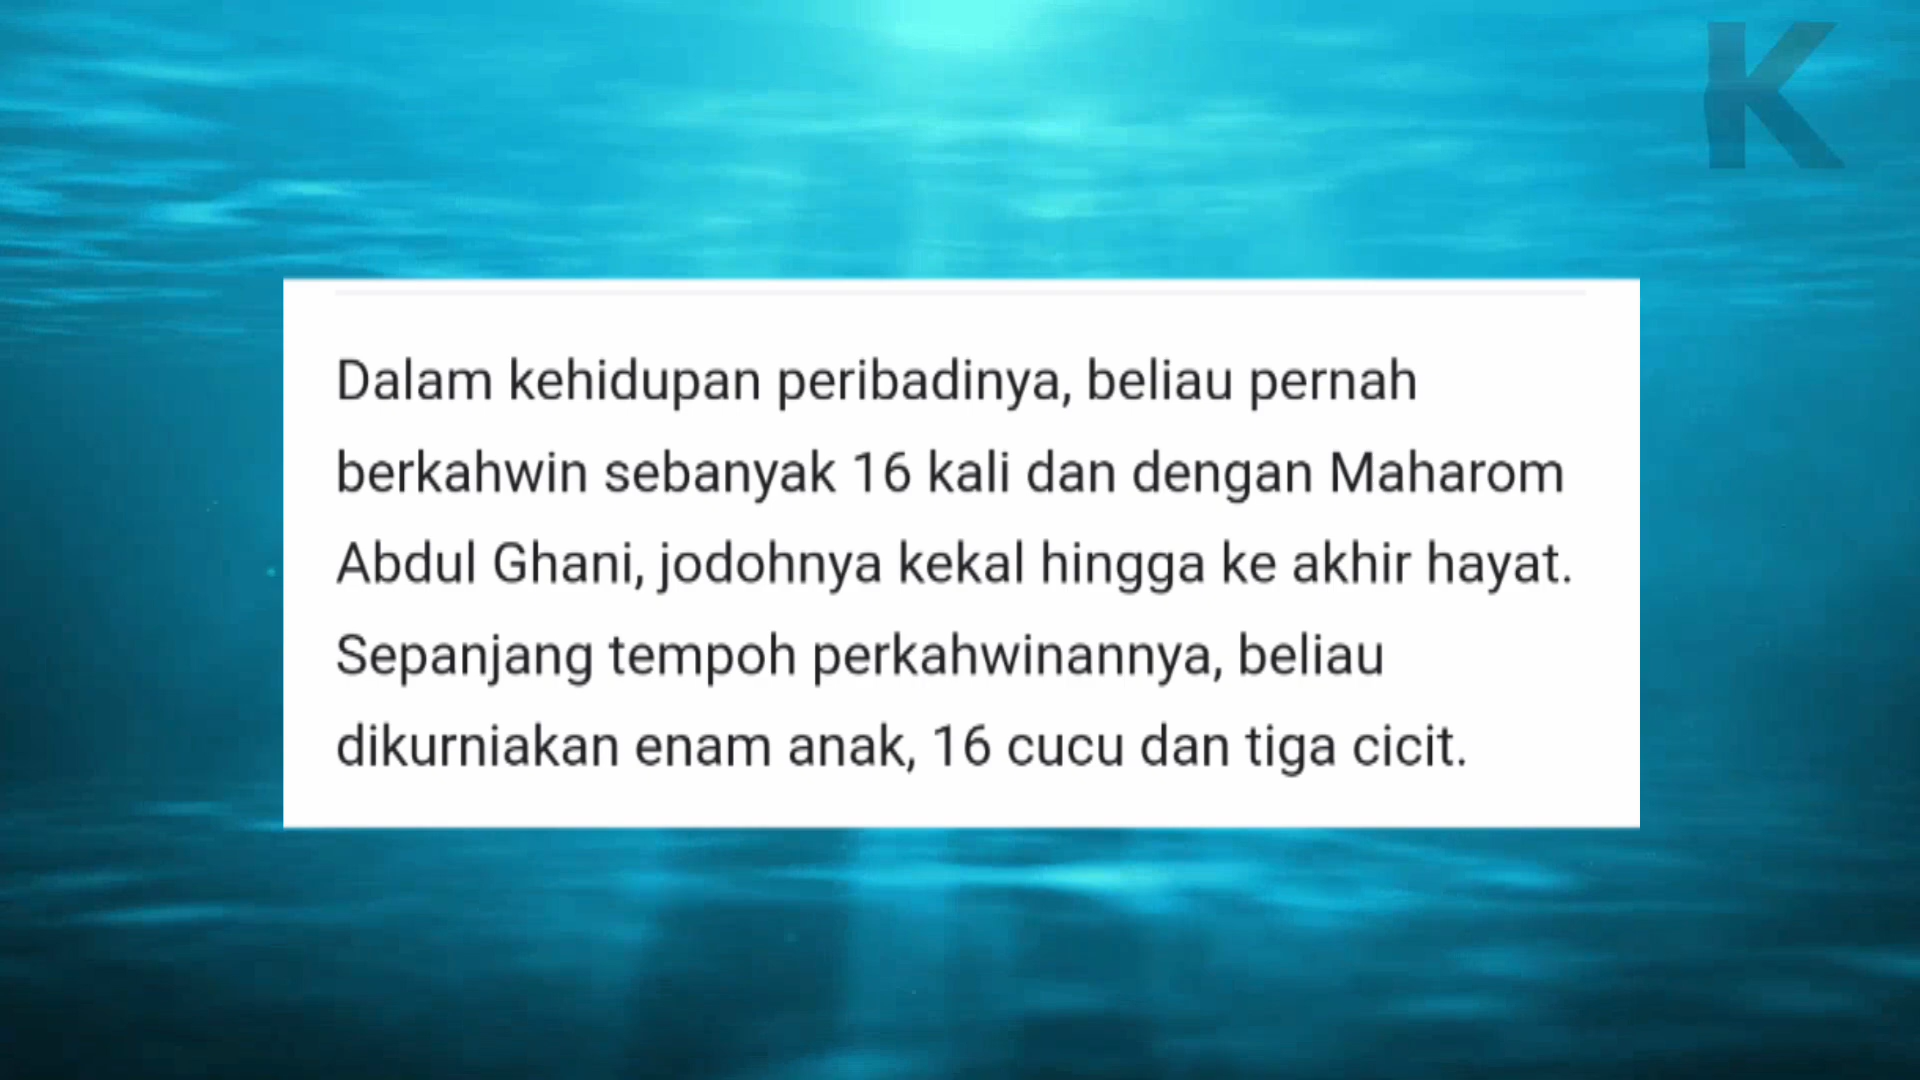 K
Dalam kehidupan peribadinya, beliau pernah
berkahwin sebanyak 16 kali dan dengan Maharom
Abdul Ghani, jodohnya kekal hingga ke akhir hayat.
Sepanjang tempoh perkahwinannya, beliau
dikurniakan enam anak, 16 cucu dan tiga cicit.